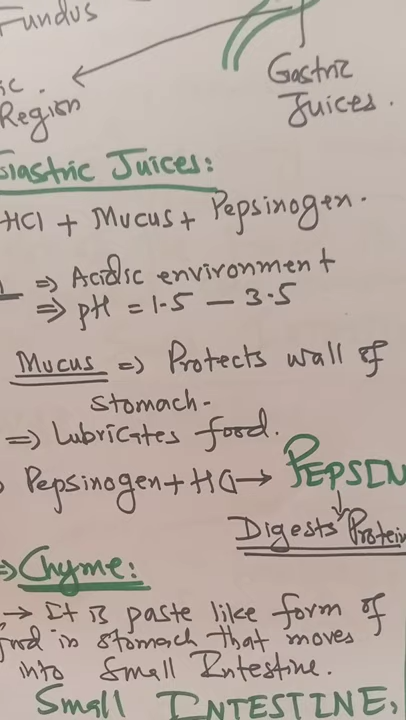 Fundus
ic.
Region
Gastric
Juices.
Gastric Juices:
HCl + Mucus + Pepsinogen.
=> Acidic environment
=> pH = 1.5 – 3.5
Mucus => Protects wall of
stomach-
=> Lubricates food.
Pepsinogen + HCl → PEPSIN
Digests Protein
=> Chyme:
→ It is paste like form of
food in stomach that moves
into Small Intestine.
Small INTESTINE,